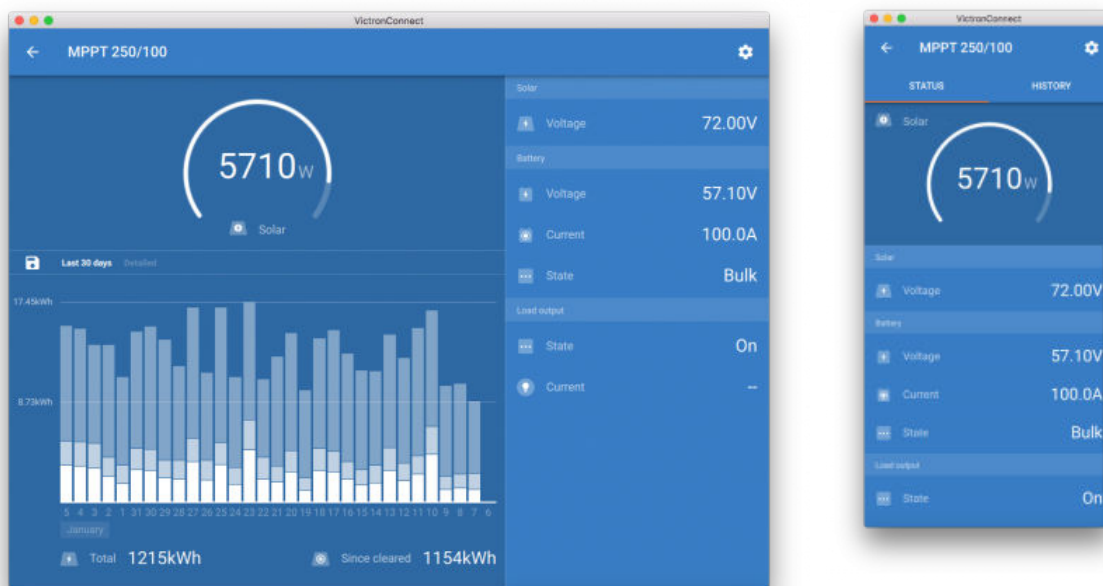 VictronConnect
MPPT 250/100
5710W
Solar
Last 30 days Detailed
17.45kWh
8.73kWh
5 4 3 2 1 31 30 29 28 27 26 25 24 23 22 21 20 19 18 17 16 15 14 13 12 11 10 9 8 7 6
January
Total 1215kWh
Since cleared 1154kWh
Solar
Voltage 72.00V
Battery
Voltage 57.10V
Current 100.0A
State Bulk
Load output
State On
Current --
VictronConnect
MPPT 250/100
STATUS HISTORY
Solar
5710W
Solar
Voltage 72.00V
Battery
Voltage 57.10V
Current 100.0A
State Bulk
Load output
State On